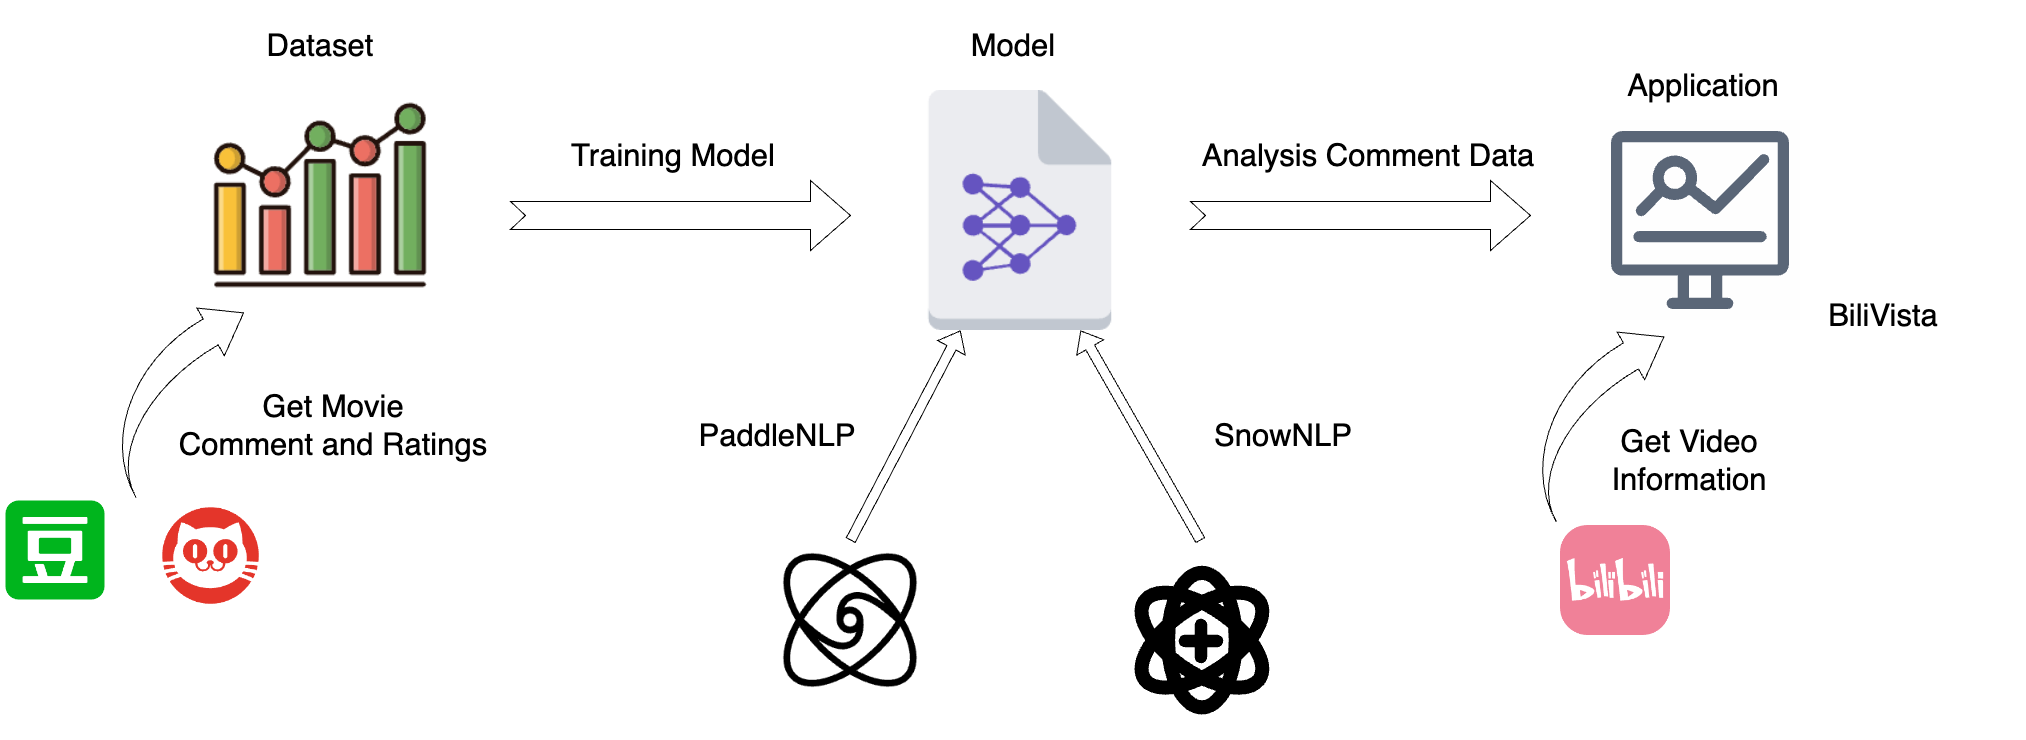 Dataset
Model
Application
Training Model
Analysis Comment Data
BiliVista
Get Movie
Comment and Ratings
PaddleNLP
SnowNLP
Get Video
Information
豆
bilibili